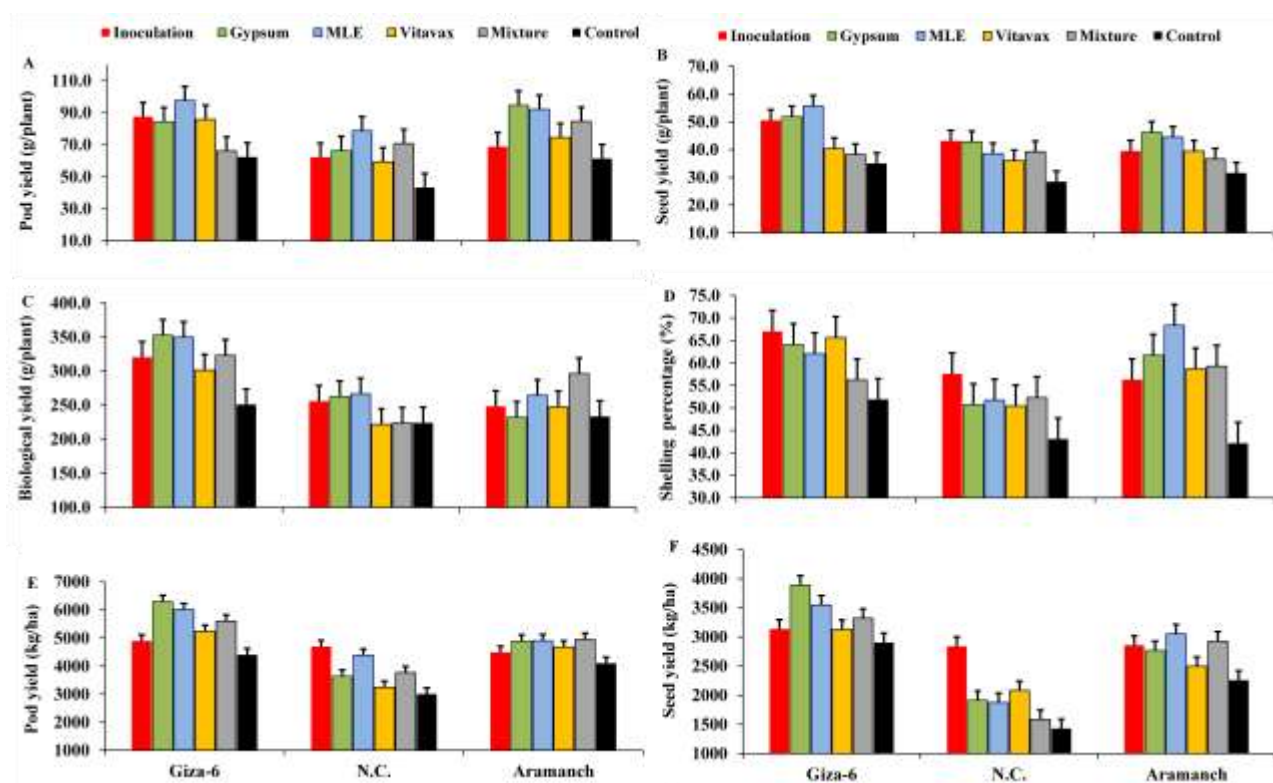 Inoculation Gypsum MLE Vitavax Mixture Control
A
Pod yield (g/plant)
110.0
90.0
70.0
50.0
30.0
10.0
Inoculation Gypsum MLE Vitavax Mixture Control
B
Seed yield (g/plant)
70.0
60.0
50.0
40.0
30.0
20.0
10.0
C
Biological yield (g/plant)
400.0
350.0
300.0
250.0
200.0
150.0
100.0
D
Shelling percentage (%)
75.0
70.0
65.0
60.0
55.0
50.0
45.0
40.0
35.0
30.0
E
Pod yield (kg/ha)
7000
6000
5000
4000
3000
2000
1000
Giza-6 N.C. Aramanch
F
Seed yield (kg/ha)
4500
4000
3500
3000
2500
2000
1500
1000
Giza-6 N.C. Aramanch